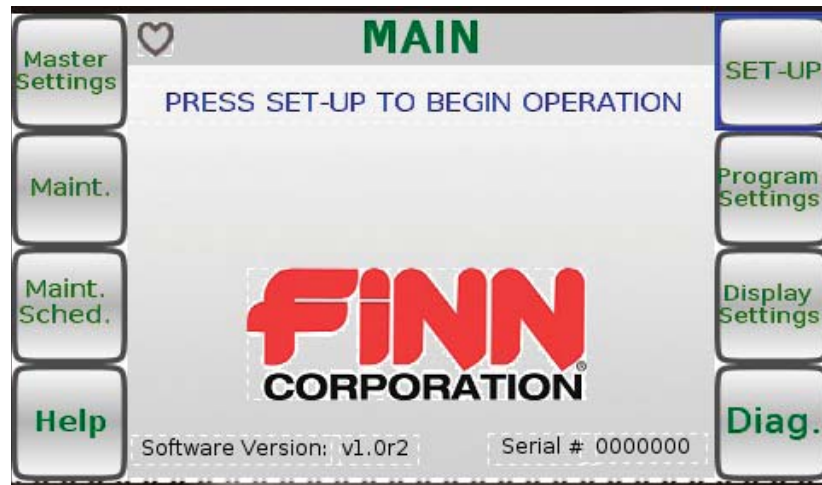 MAIN
Master
Settings
SET-UP
PRESS SET-UP TO BEGIN OPERATION
Maint.
Program
Settings
Maint.
Sched.
Display
Settings
FINN
CORPORATION®
Help
Diag.
Software Version: v1.0r2
Serial # 0000000